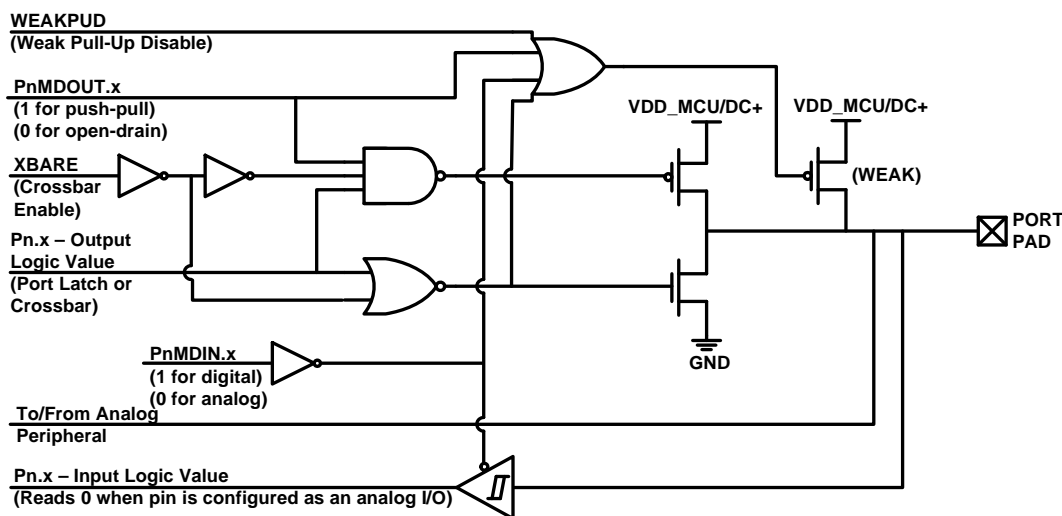 WEAKPUD
(Weak Pull-Up Disable)
PnMDOUT.x
(1 for push-pull)
(0 for open-drain)
XBARE
(Crossbar
Enable)
Pn.x – Output
Logic Value
(Port Latch or
Crossbar)
PnMDIN.x
(1 for digital)
(0 for analog)
To/From Analog
Peripheral
Pn.x – Input Logic Value
(Reads 0 when pin is configured as an analog I/O)
VDD_MCU/DC+
VDD_MCU/DC+
(WEAK)
PORT
PAD
GND